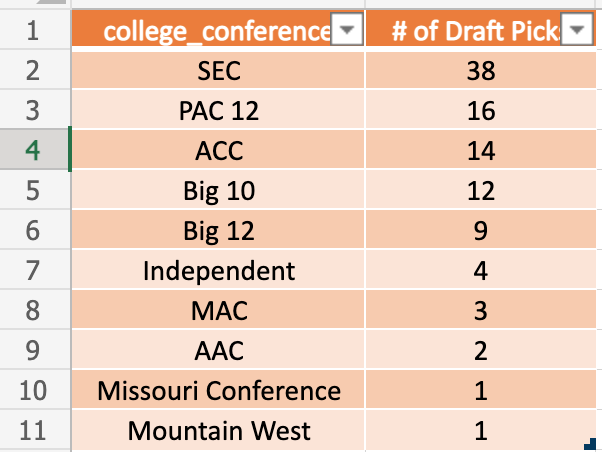 1 college_conference # of Draft Pick
2 SEC 38
3 PAC 12 16
4 ACC 14
5 Big 10 12
6 Big 12 9
7 Independent 4
8 MAC 3
9 AAC 2
10 Missouri Conference 1
11 Mountain West 1